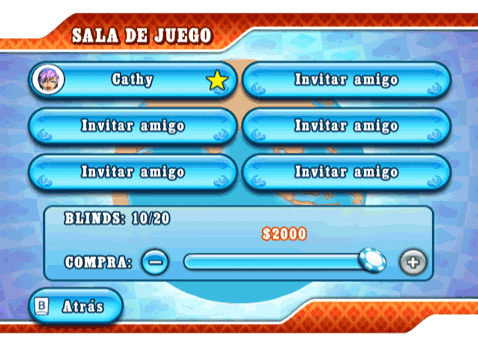 SALA DE JUEGO
Cathy
Invitar amigo
Invitar amigo
Invitar amigo
Invitar amigo
Invitar amigo
BLINDS: 10/20
$2000
COMPRA:
B Atrás